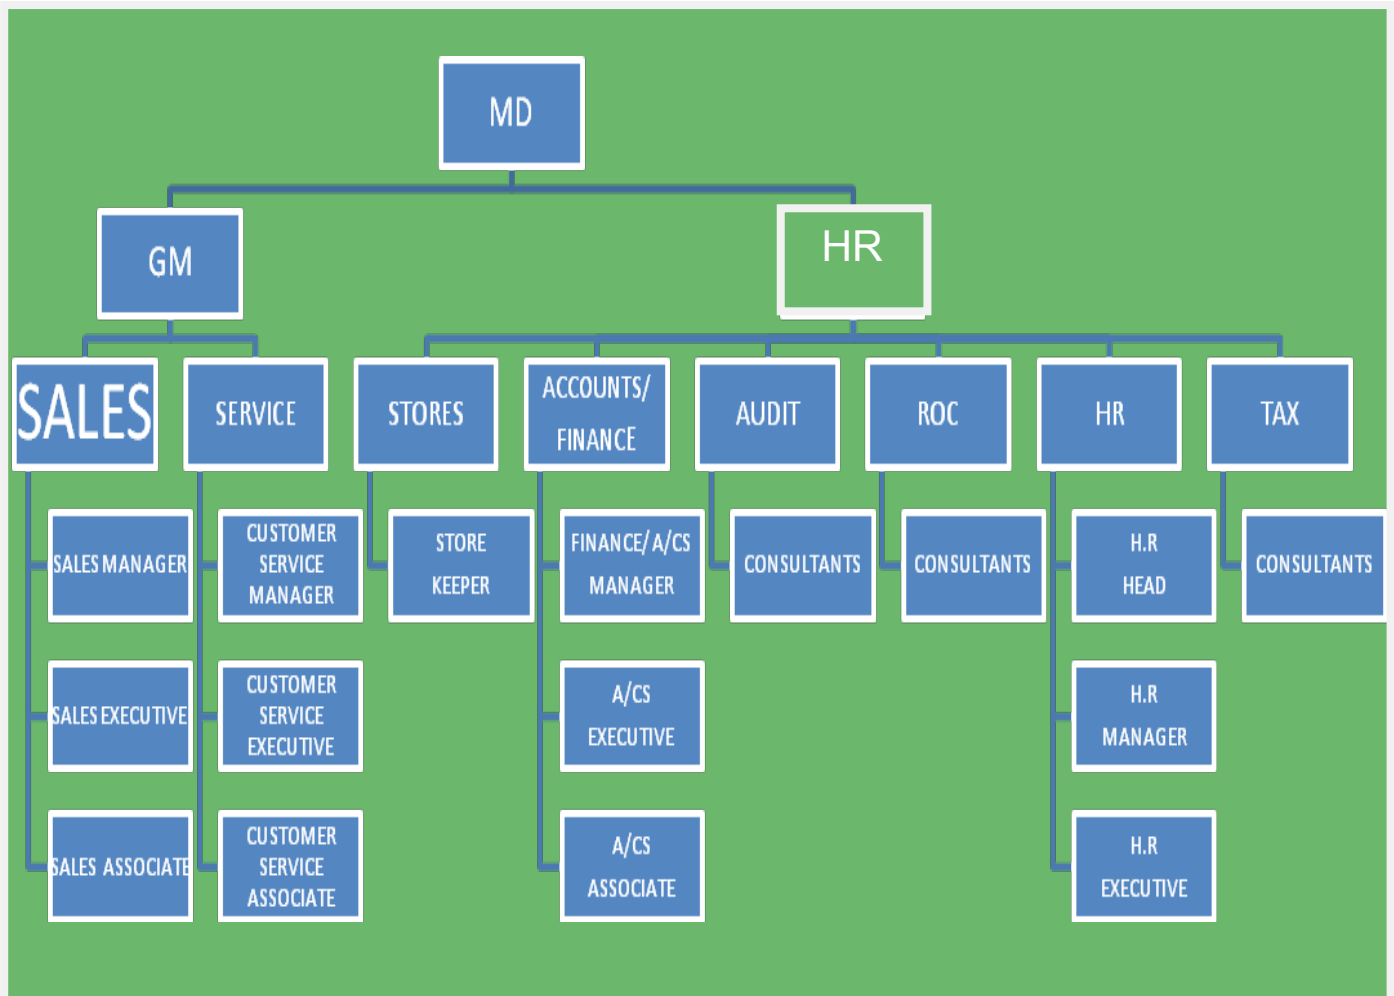 MD
GM
HR
SALES
SERVICE
STORES
ACCOUNTS/
FINANCE
AUDIT
ROC
HR
TAX
SALES MANAGER
CUSTOMER
SERVICE
MANAGER
STORE
KEEPER
FINANCE/A/CS
MANAGER
CONSULTANTS
CONSULTANTS
H.R
HEAD
CONSULTANTS
SALES EXECUTIVE
CUSTOMER
SERVICE
EXECUTIVE
A/CS
EXECUTIVE
H.R
MANAGER
SALES ASSOCIATE
CUSTOMER
SERVICE
ASSOCIATE
A/CS
ASSOCIATE
H.R
EXECUTIVE